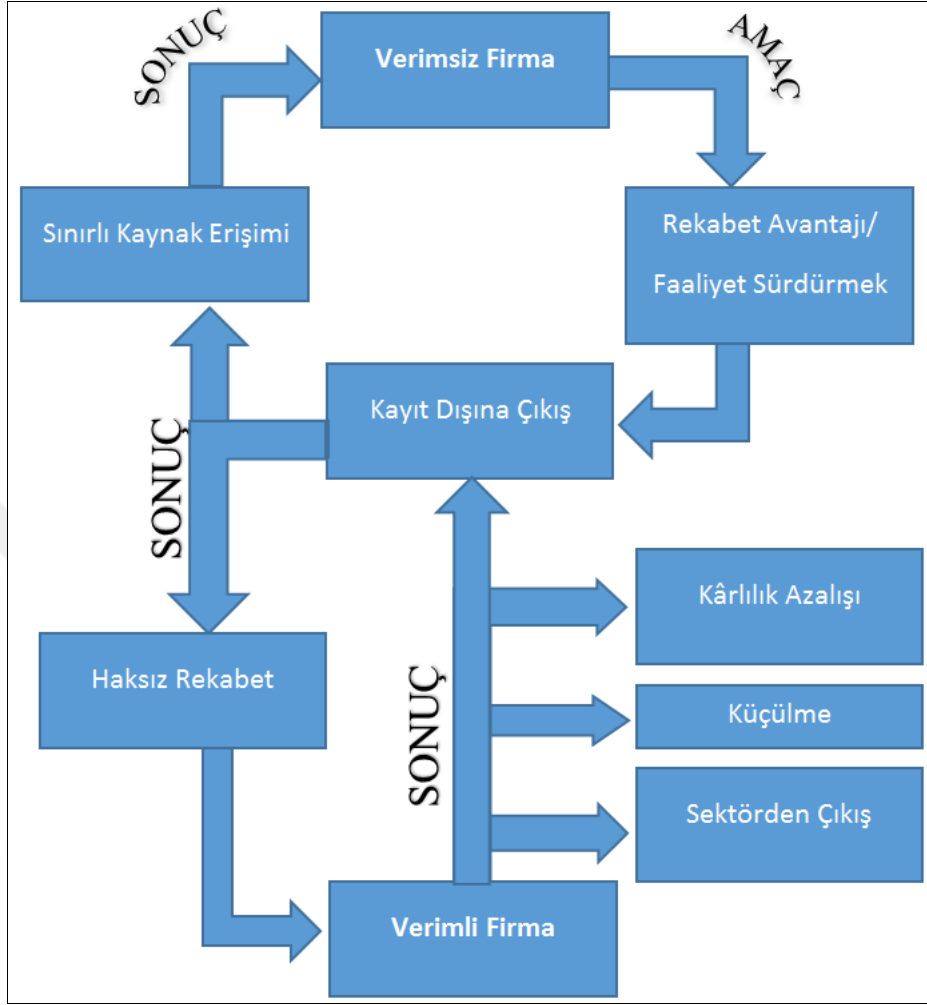 SONUÇ
Verimsiz Firma
AMAÇ
Sınırlı Kaynak Erişimi
Rekabet Avantajı/
Faaliyet Sürdürmek
Kayıt Dışına Çıkış
SONUÇ
Kârlılık Azalışı
Haksız Rekabet
SONUÇ
Küçülme
Sektörden Çıkış
Verimli Firma